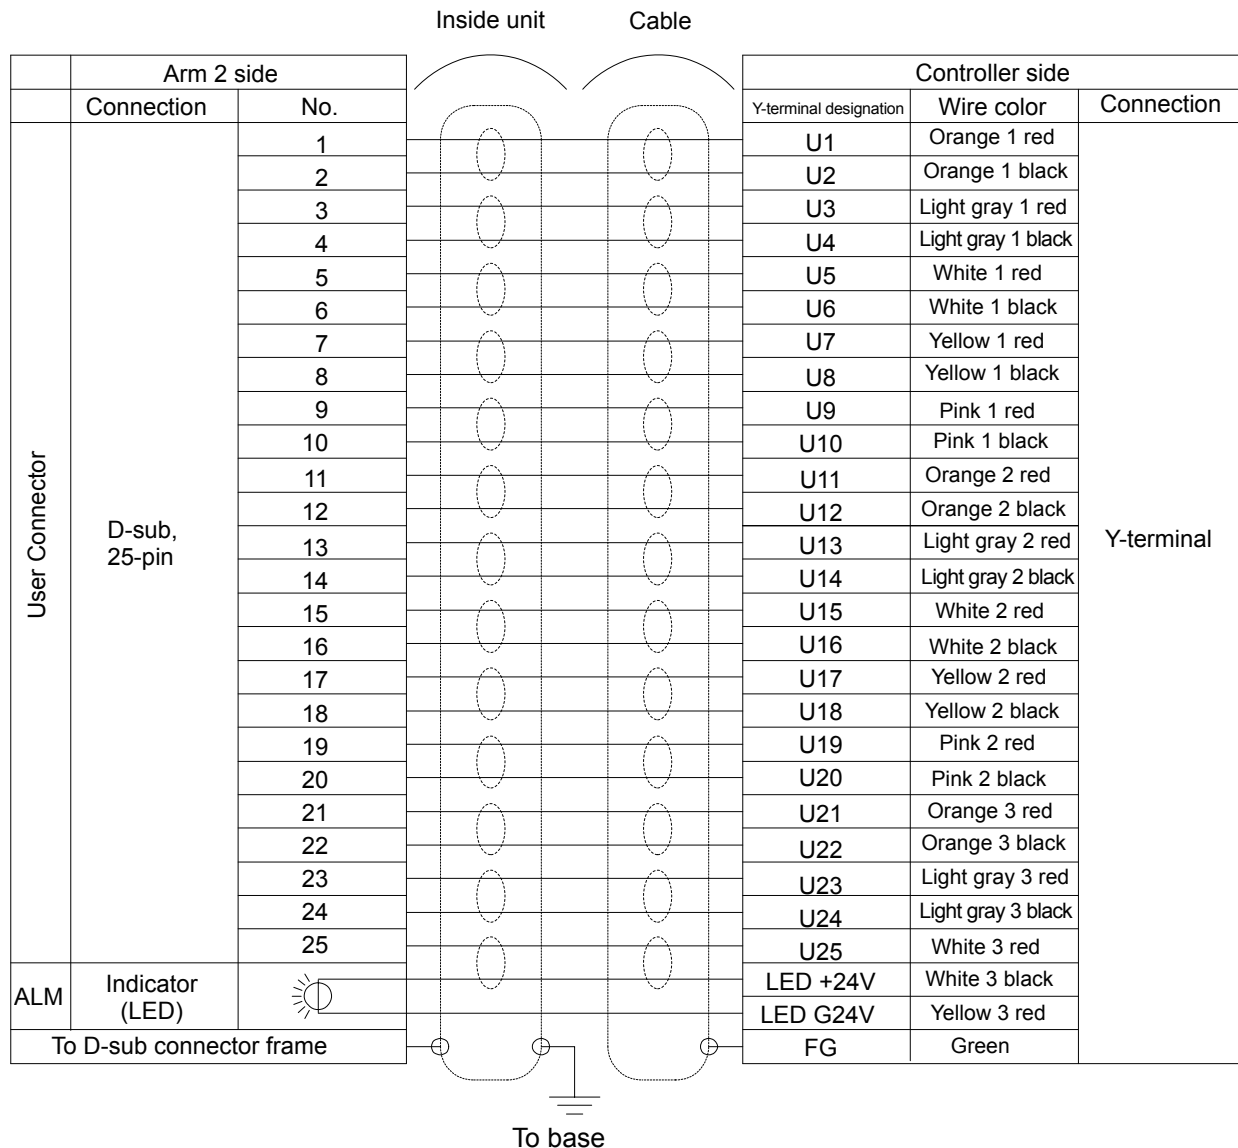 Inside unit Cable
Arm 2 side Controller side
Connection No. Y-terminal designation Wire color Connection
1 U1 Orange 1 red
2 U2 Orange 1 black
3 U3 Light gray 1 red
4 U4 Light gray 1 black
5 U5 White 1 red
6 U6 White 1 black
7 U7 Yellow 1 red
8 U8 Yellow 1 black
9 U9 Pink 1 red
10 U10 Pink 1 black
11 U11 Orange 2 red
12 U12 Orange 2 black
User Connector
D-sub,
25-pin
13 U13 Light gray 2 red
Y-terminal
14 U14 Light gray 2 black
15 U15 White 2 red
16 U16 White 2 black
17 U17 Yellow 2 red
18 U18 Yellow 2 black
19 U19 Pink 2 red
20 U20 Pink 2 black
21 U21 Orange 3 red
22 U22 Orange 3 black
23 U23 Light gray 3 red
24 U24 Light gray 3 black
25 U25 White 3 red
ALM Indicator
(LED)
LED +24V White 3 black
LED G24V Yellow 3 red
To D-sub connector frame FG Green
To base